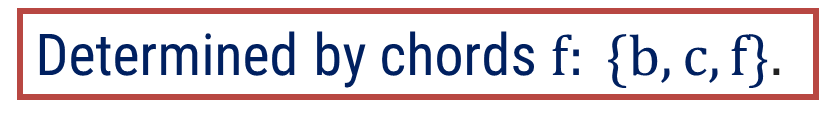 Determined by chords f: {b, c, f}.